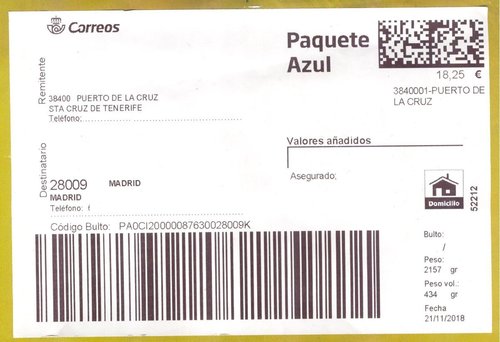 Correos
Paquete
Azul
18,25 €
3840001-PUERTO DE
LA CRUZ
Remitente
38400 PUERTO DE LA CRUZ
STA CRUZ DE TENERIFE
Teléfono:
Valores añadidos
Asegurado:
Destinatario
28009 MADRID
MADRID
Teléfono:
Domicilio
52212
Código Bulto: PA0CI20000087630028009K
Bulto:
/
Peso:
2157 gr
Peso vol.:
434 gr
Fecha
21/11/2018